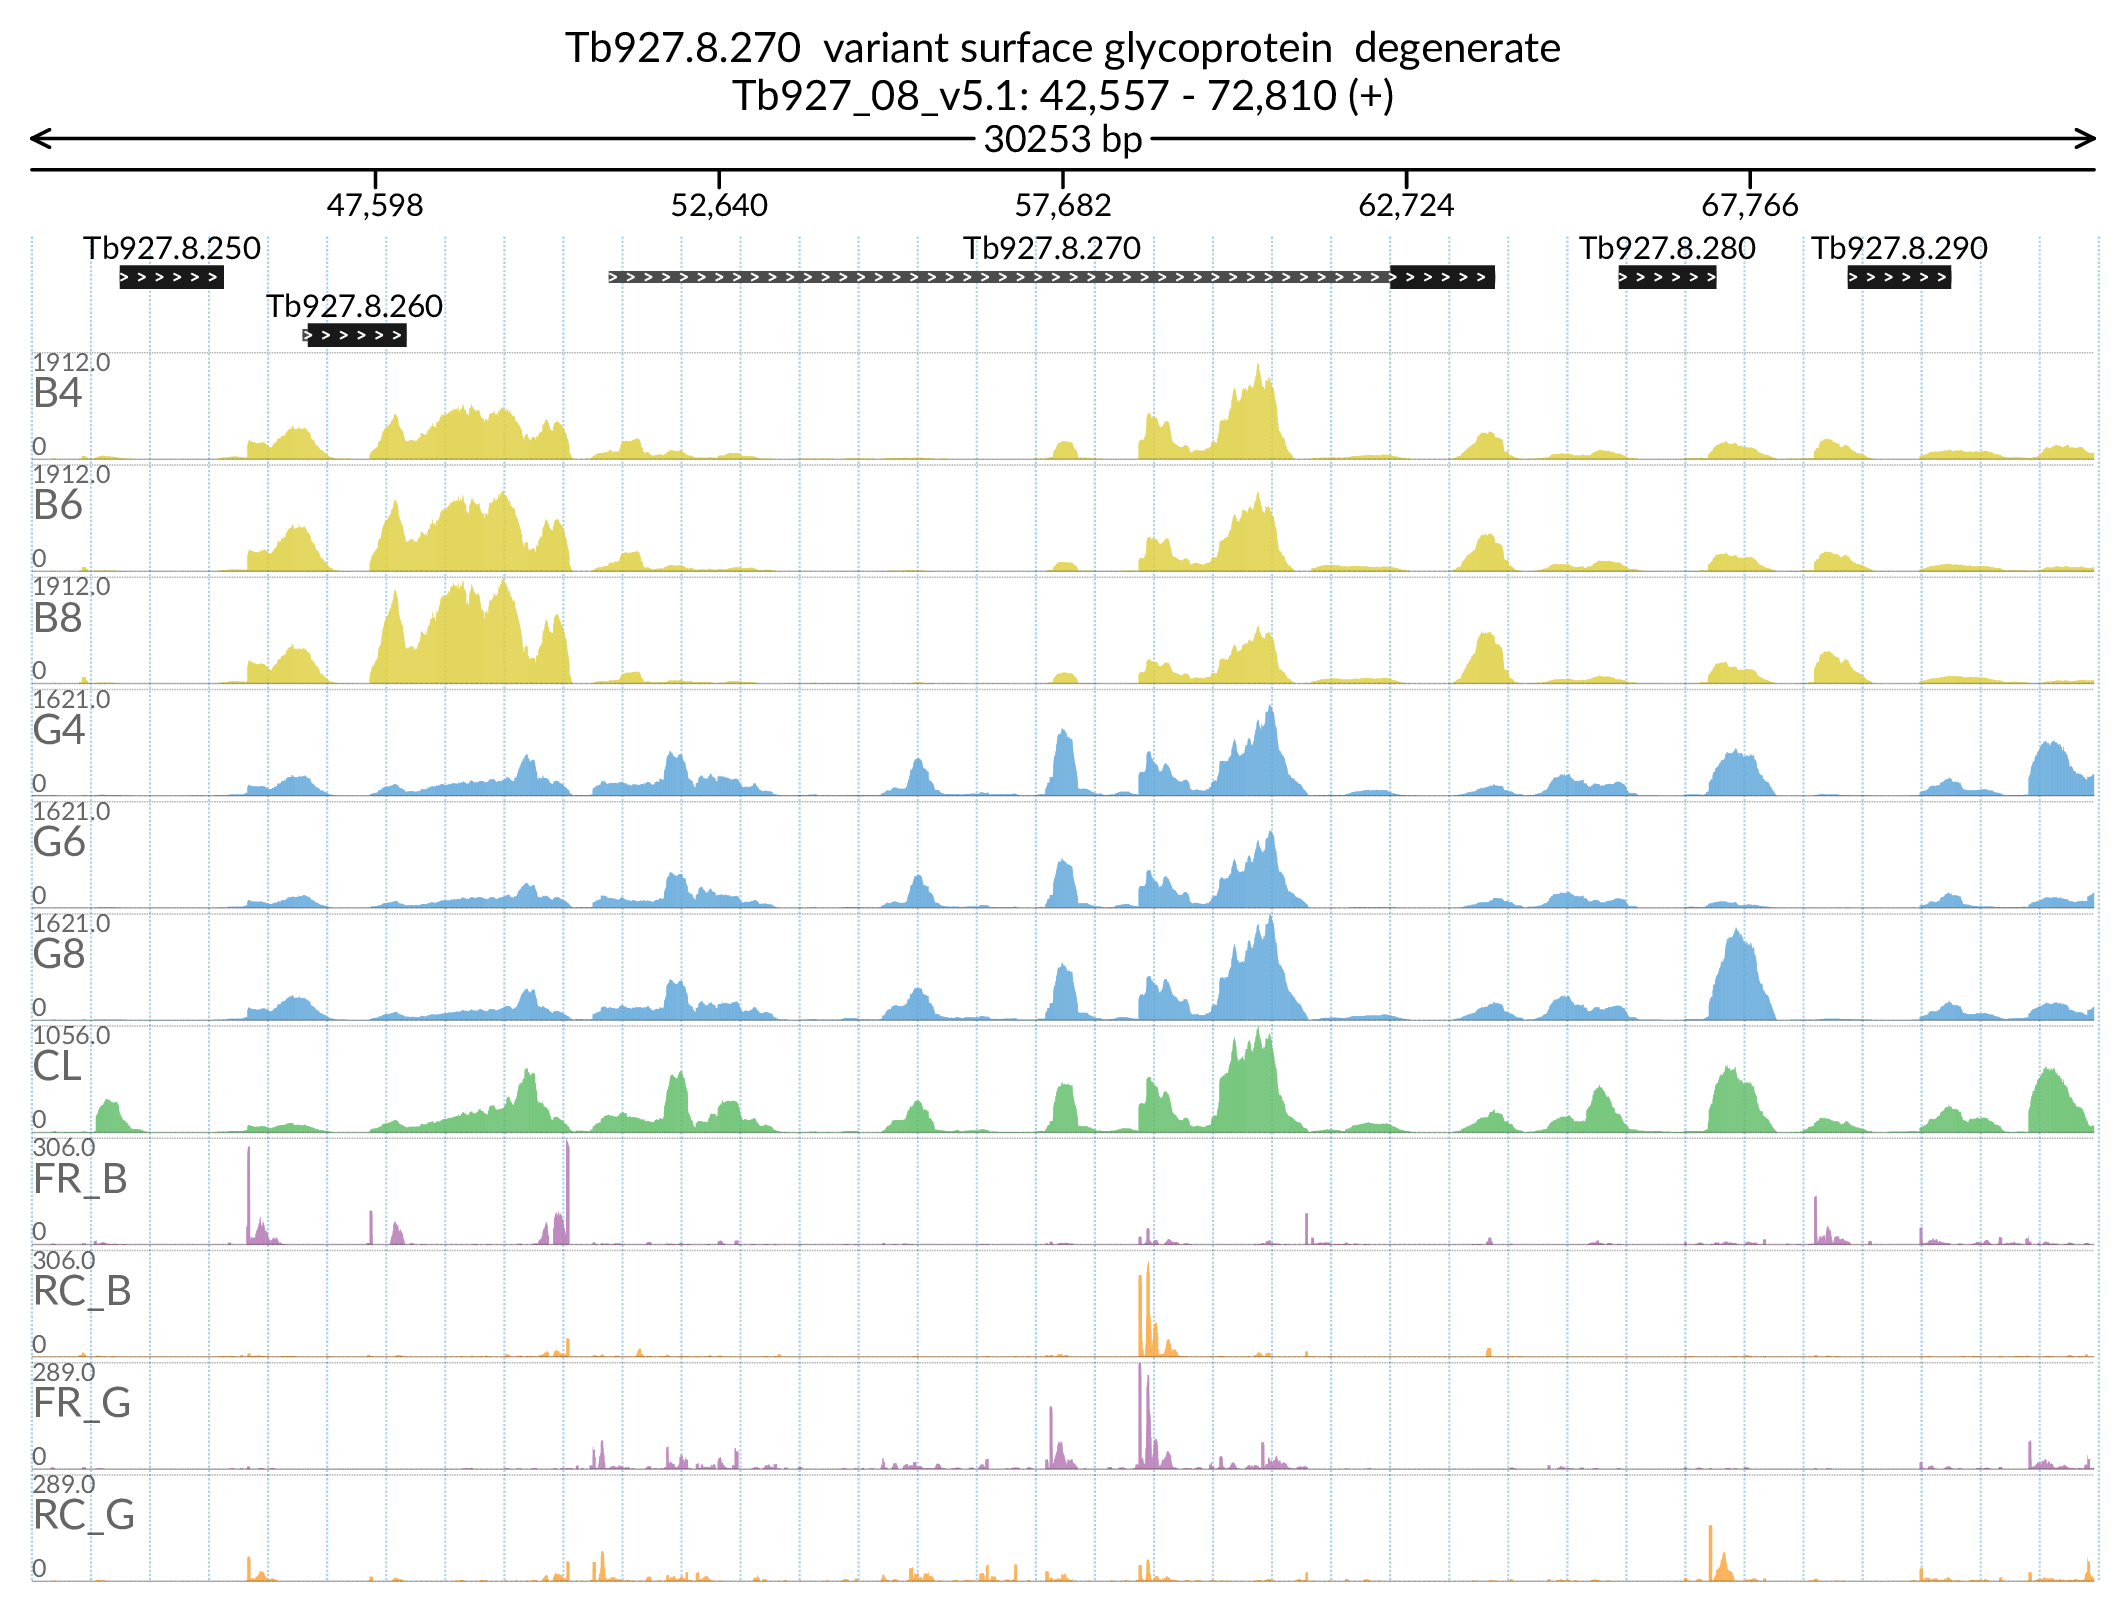 Tb927.8.270 variant surface glycoprotein degenerate
Tb927_08_v5.1: 42,557 - 72,810 (+)
30253 bp
47,598 52,640 57,682 62,724 67,766
Tb927.8.250 Tb927.8.270 Tb927.8.280 Tb927.8.290
Tb927.8.260
1912.0
B4
0
1912.0
B6
0
1912.0
B8
0
1621.0
G4
0
1621.0
G6
0
1621.0
G8
0
1056.0
CL
0
306.0
FR_B
0
306.0
RC_B
0
289.0
FR_G
0
289.0
RC_G
0